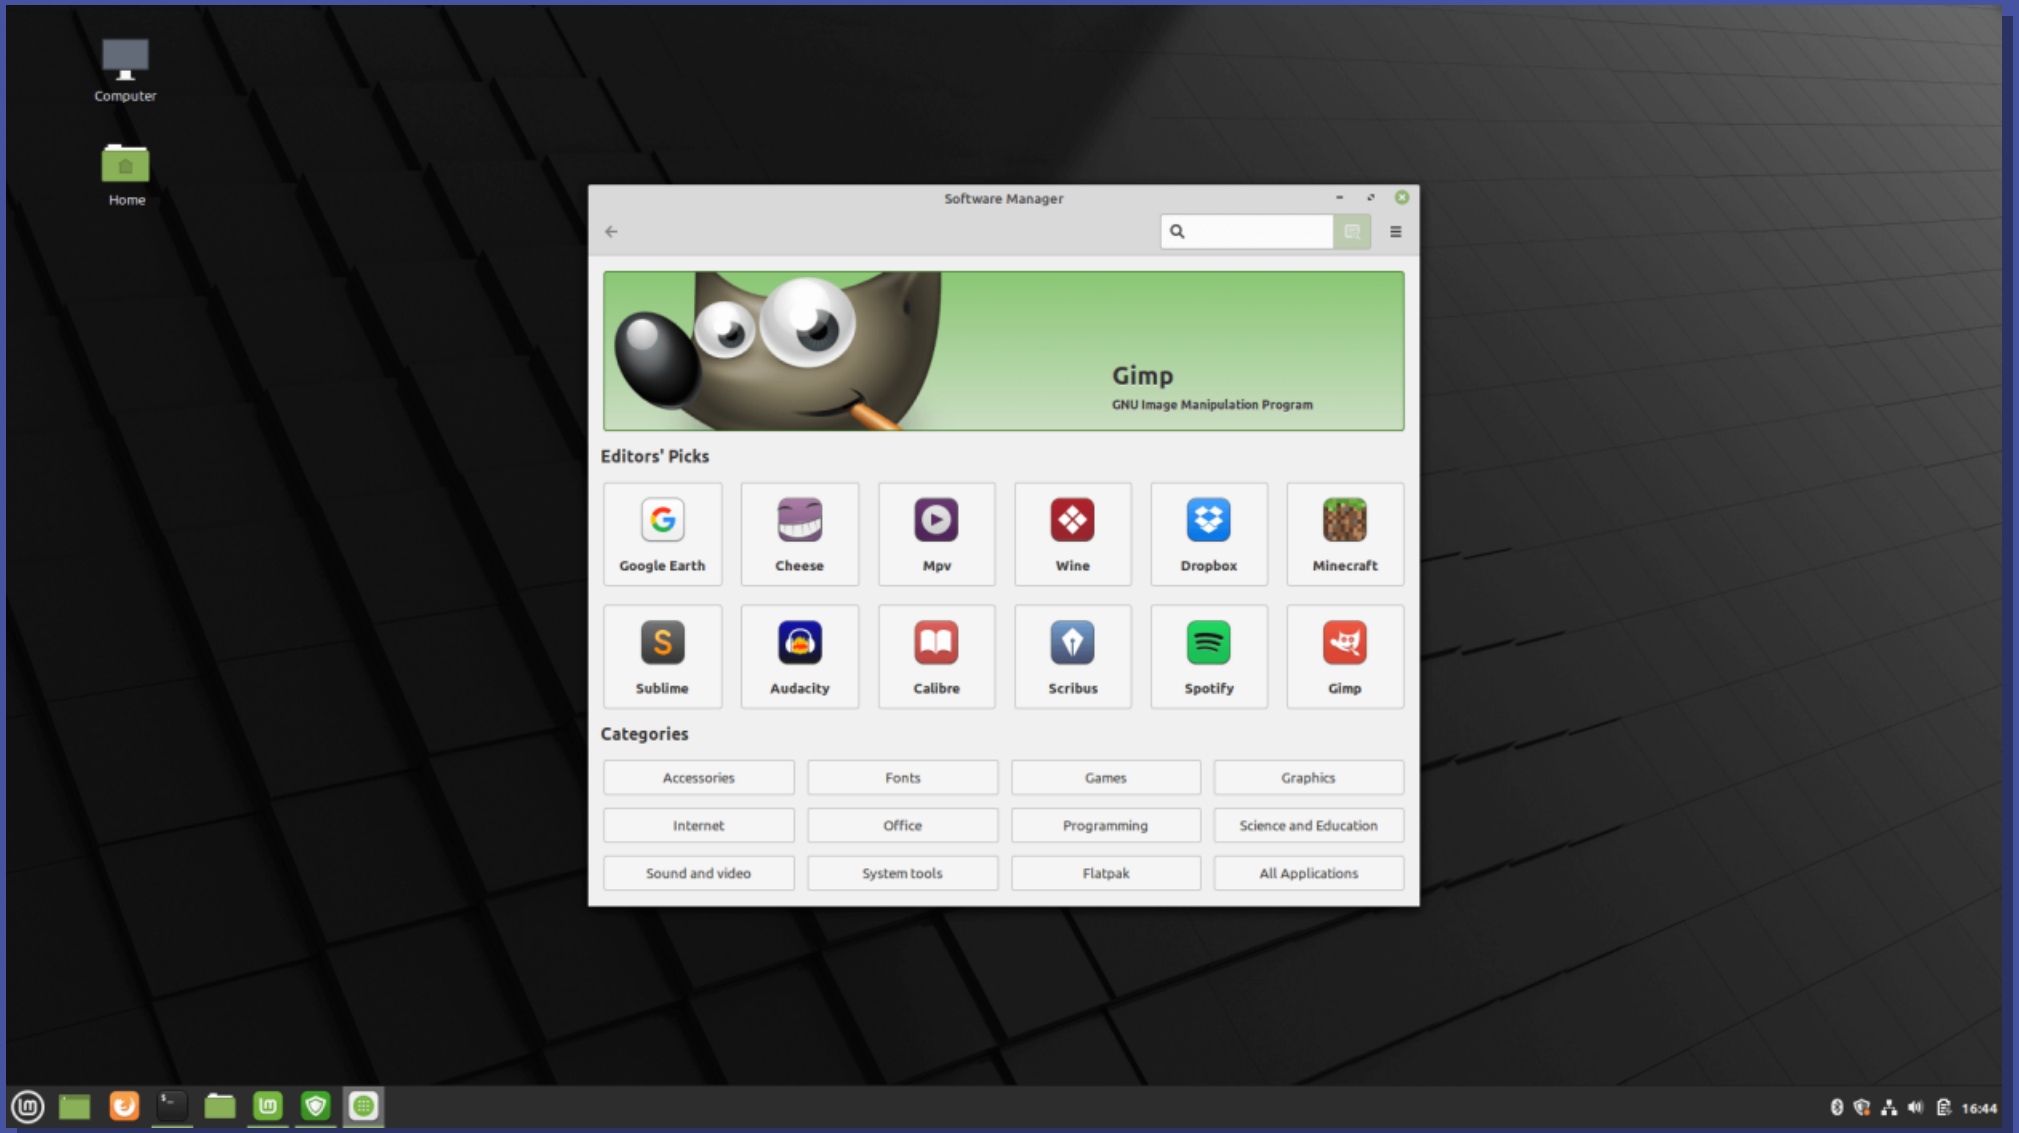 Computer
Home
Software Manager
Gimp
GNU Image Manipulation Program
Editors' Picks
Google Earth
Cheese
Mpv
Wine
Dropbox
Minecraft
Sublime
Audacity
Calibre
Scribus
Spotify
Gimp
Categories
Accessories
Fonts
Games
Graphics
Internet
Office
Programming
Science and Education
Sound and video
System tools
Flatpak
All Applications
16:44